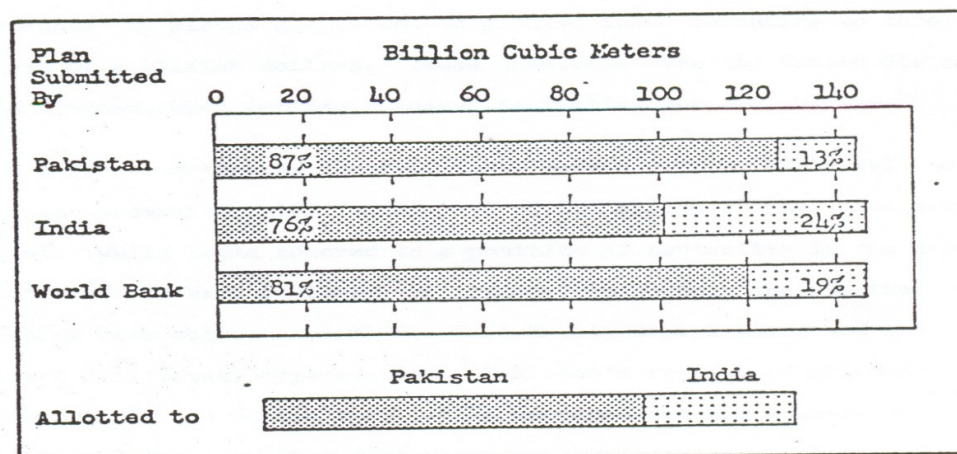 Plan
Submitted
By
Billion Cubic Meters
0 20 40 60 80 100 120 140
Pakistan 87% 13%
India 76% 24%
World Bank 81% 19%
Pakistan India
Allotted to